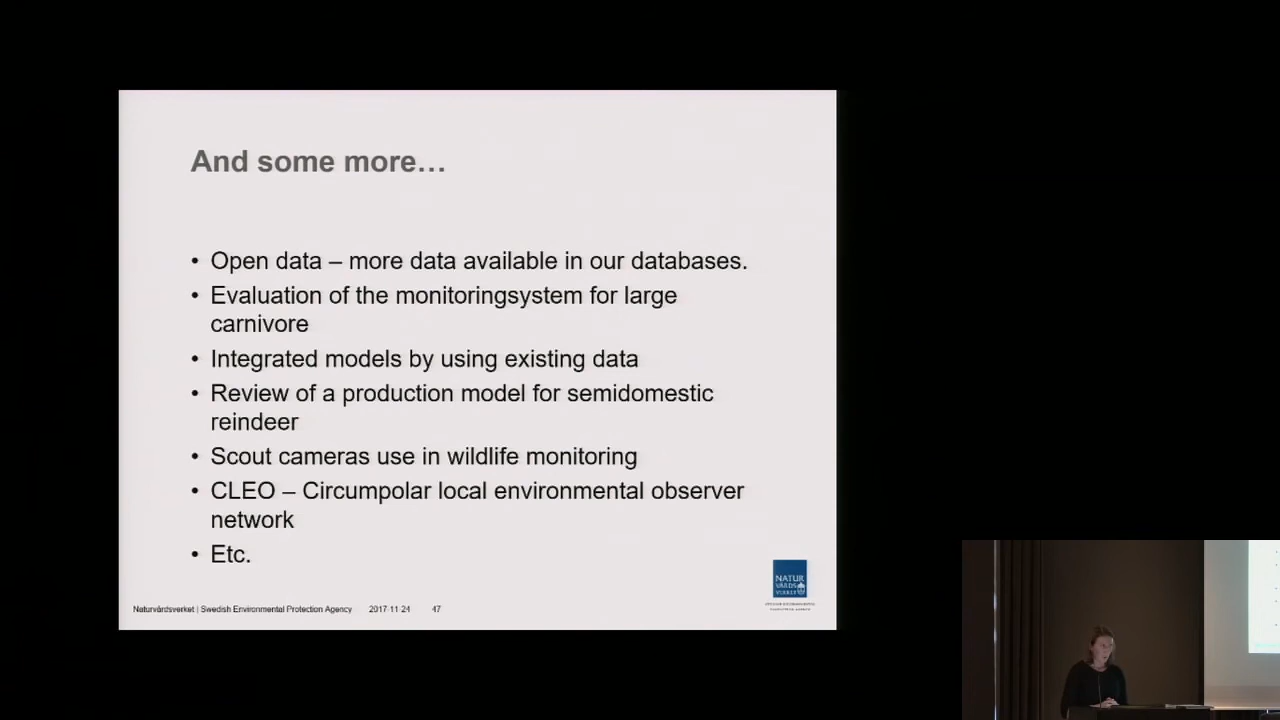 And some more…
• Open data – more data available in our databases.
• Evaluation of the monitoringsystem for large
carnivore
• Integrated models by using existing data
• Review of a production model for semidomestic
reindeer
• Scout cameras use in wildlife monitoring
• CLEO – Circumpolar local environmental observer
network
• Etc.
NATUR
VÅRDS
VERKET
Naturvårdsverket | Swedish Environmental Protection Agency 2017-11-24 47